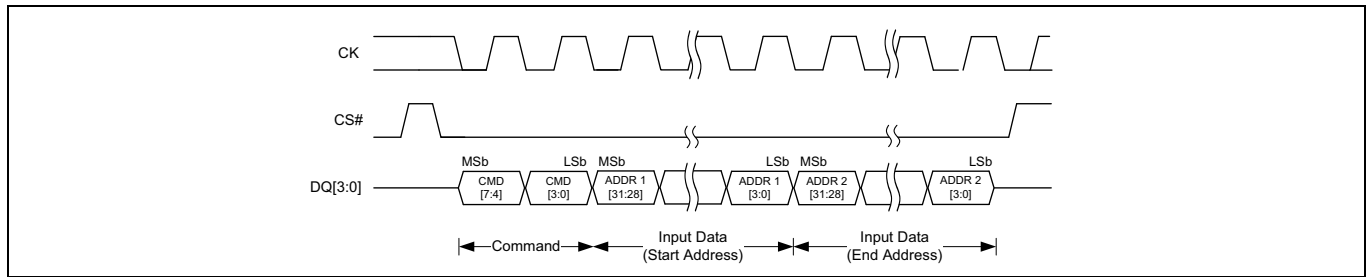 CK
CS#
MSb LSb MSb LSb MSb LSb
DQ[3:0] CMD [7:4] CMD [3:0] ADDR 1 [31:28] ADDR 1 [3:0] ADDR 2 [31:28] ADDR 2 [3:0]
Command
Input Data
(Start Address)
Input Data
(End Address)